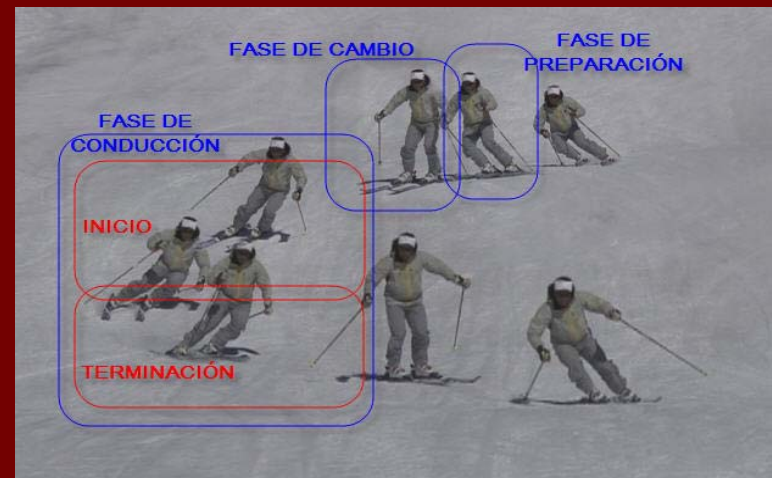 FASE DE CAMBIO
FASE DE
PREPARACIÓN
FASE DE
CONDUCCIÓN
INICIO
TERMINACIÓN